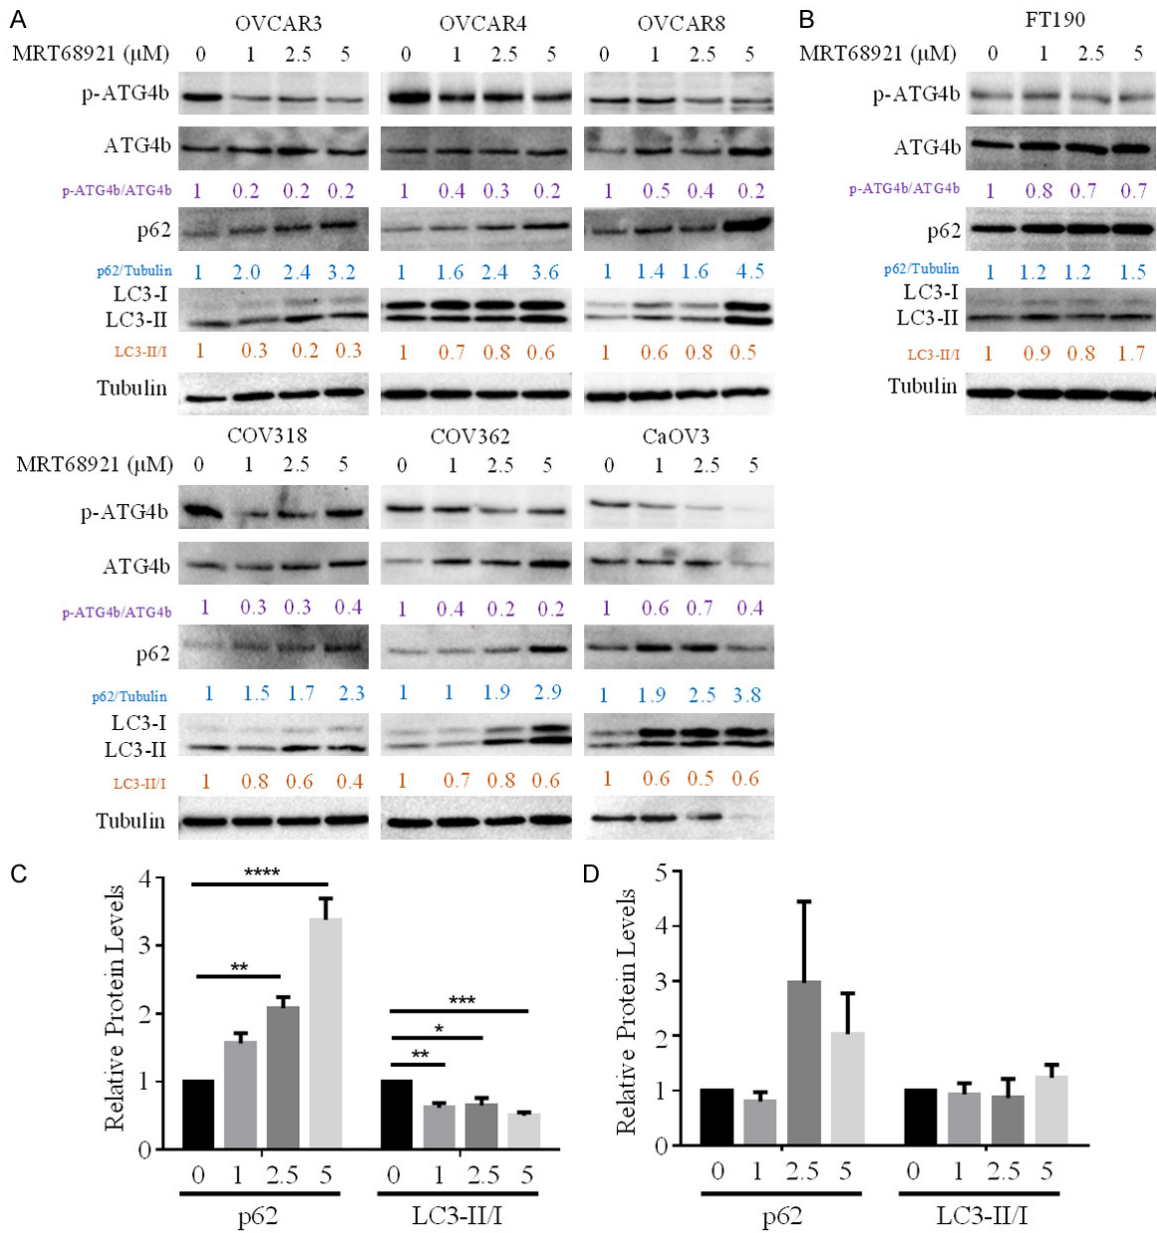 A
OVCAR3 OVCAR4 OVCAR8
MRT68921 (μM) 0 1 2.5 5 0 1 2.5 5 0 1 2.5 5
p-ATG4b
ATG4b
p-ATG4b/ATG4b 1 0.2 0.2 0.2 1 0.4 0.3 0.2 1 0.5 0.4 0.2
p62
p62/Tubulin 1 2.0 2.4 3.2 1 1.6 2.4 3.6 1 1.4 1.6 4.5
LC3-I
LC3-II
LC3-II/I 1 0.3 0.2 0.3 1 0.7 0.8 0.6 1 0.6 0.8 0.5
Tubulin
COV318 COV362 CaOV3
MRT68921 (μM) 0 1 2.5 5 0 1 2.5 5 0 1 2.5 5
p-ATG4b
ATG4b
p-ATG4b/ATG4b 1 0.3 0.3 0.4 1 0.4 0.2 0.2 1 0.6 0.7 0.4
p62
p62/Tubulin 1 1.5 1.7 2.3 1 1 1.9 2.9 1 1.9 2.5 3.8
LC3-I
LC3-II
LC3-II/I 1 0.8 0.6 0.4 1 0.7 0.8 0.6 1 0.6 0.5 0.6
Tubulin
B
FT190
MRT68921 (μM) 0 1 2.5 5
p-ATG4b
ATG4b
p-ATG4b/ATG4b 1 0.8 0.7 0.7
p62
p62/Tubulin 1 1.2 1.2 1.5
LC3-I
LC3-II
LC3-II/I 1 0.9 0.8 1.7
Tubulin
C
Relative Protein Levels
4
3
2
1
0
****
**
***
*
**
0 1 2.5 5 0 1 2.5 5
p62 LC3-II/I
D
Relative Protein Levels
5
4
3
2
1
0
0 1 2.5 5 0 1 2.5 5
p62 LC3-II/I